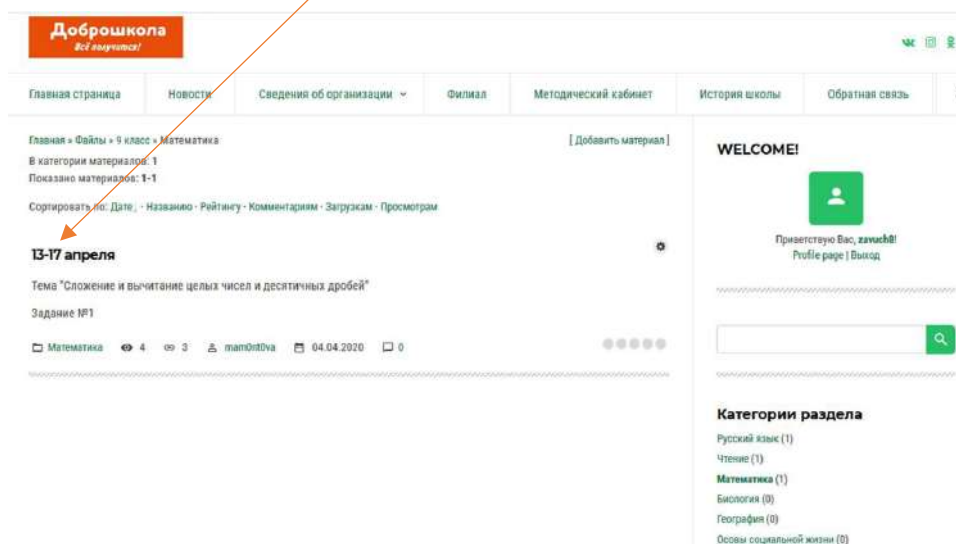 Доброшкола
Всё получится!
Главная страница
Новости
Сведения об организации
Филиал
Методический кабинет
История школы
Обратная связь
Главная » Файлы » 9 класс » Математика
[ Добавить материал ]
В категории материалов: 1
Показано материалов: 1-1
Сортировать по: Дате ↓ · Названию · Рейтингу · Комментариям · Загрузкам · Просмотрам
13-17 апреля
Тема "Сложение и вычитание целых чисел и десятичных дробей"
Задание №1
Математика 4 3 mam0nt0va 04.04.2020 0
WELCOME!
Приветствую Вас, zavuch8!
Profile page | Выход
Категории раздела
Русский язык (1)
Чтение (1)
Математика (1)
Биология (0)
География (0)
Осовы социальной жизни (0)